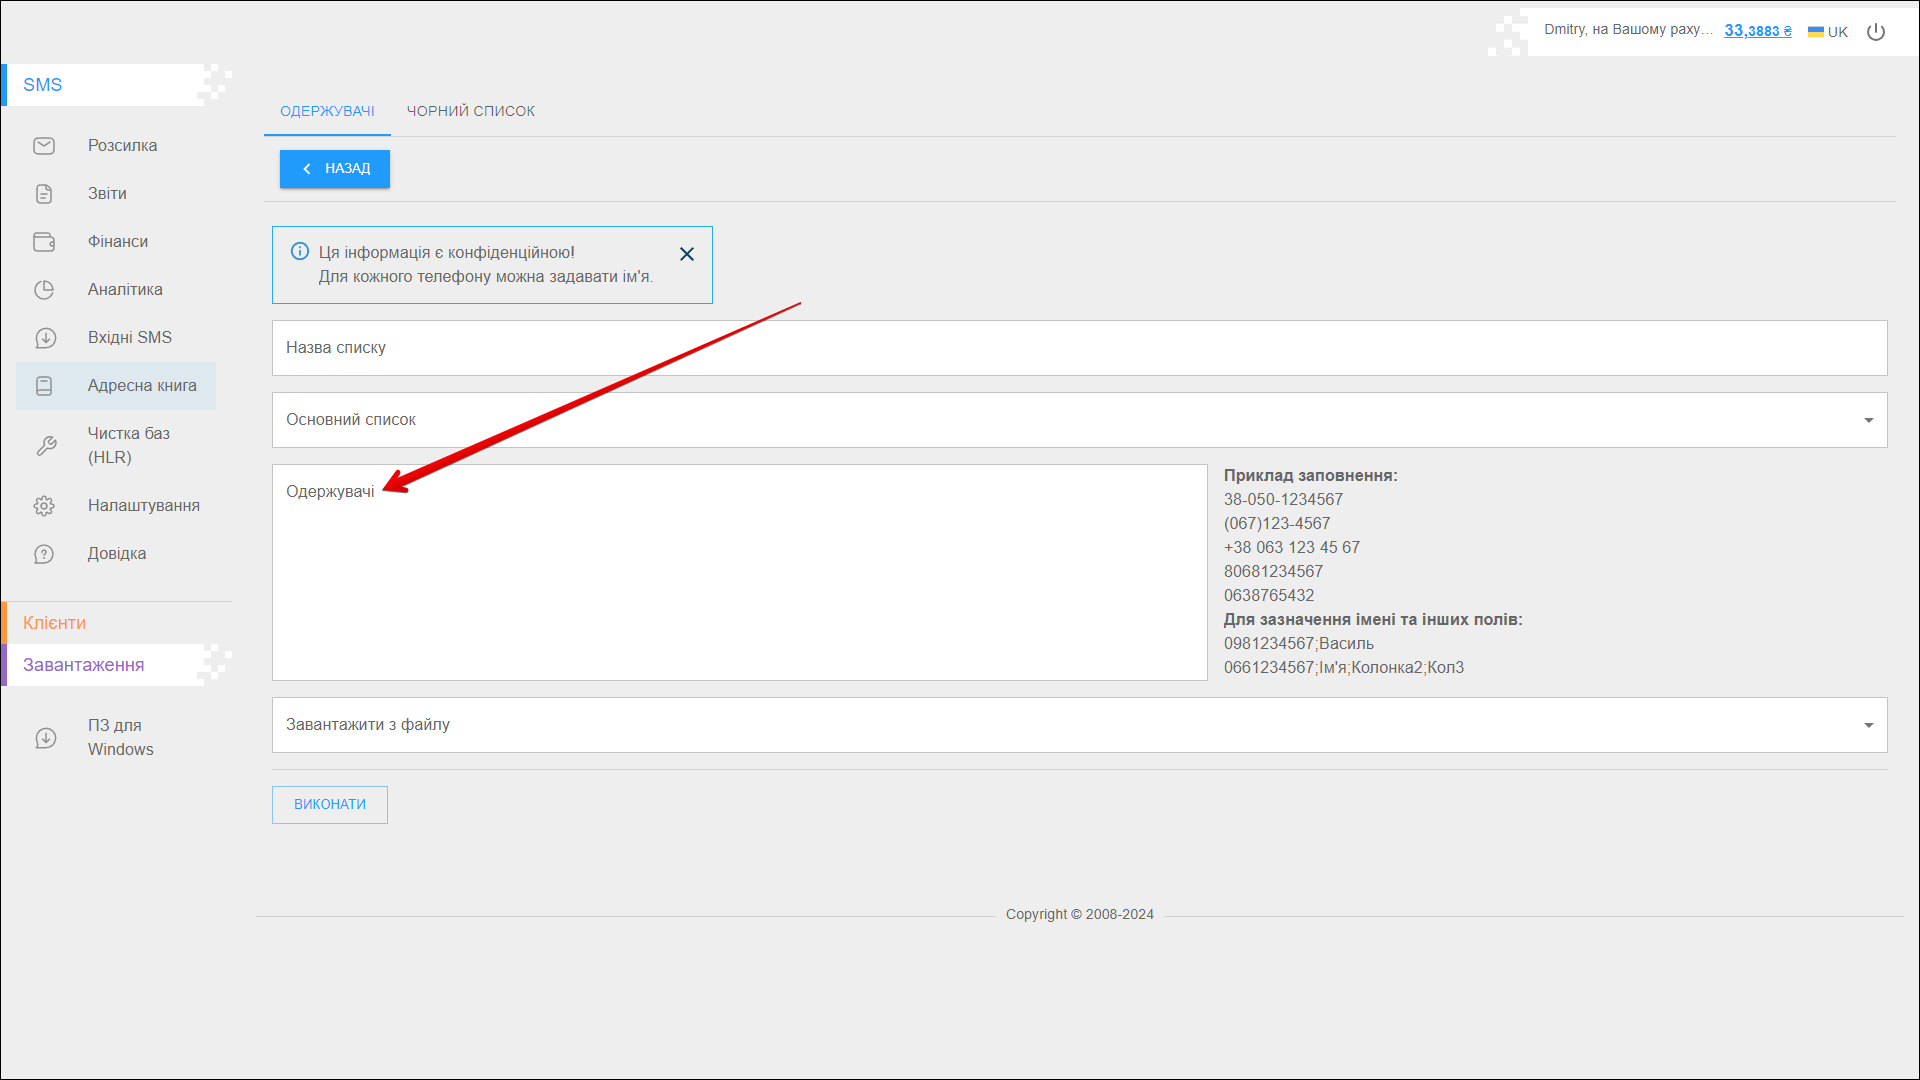 Dmitry, на Вашому раху... 33,3883 ₴ UK
SMS
Розсилка
Звіти
Фінанси
Аналітика
Вхідні SMS
Адресна книга
Чистка баз
(HLR)
Налаштування
Довідка
Клієнти
Завантаження
ПЗ для
Windows
ОДЕРЖУВАЧІ ЧОРНИЙ СПИСОК
НАЗАД
Ця інформація є конфіденційною!
Для кожного телефону можна задавати ім'я.
Назва списку
Основний список
Одержувачі
Приклад заповнення:
38-050-1234567
(067)123-4567
+38 063 123 45 67
80681234567
0638765432
Для зазначення імені та інших полів:
0981234567;Василь
0661234567;Ім'я;Колонка2;Кол3
Завантажити з файлу
ВИКОНАТИ
Copyright © 2008-2024